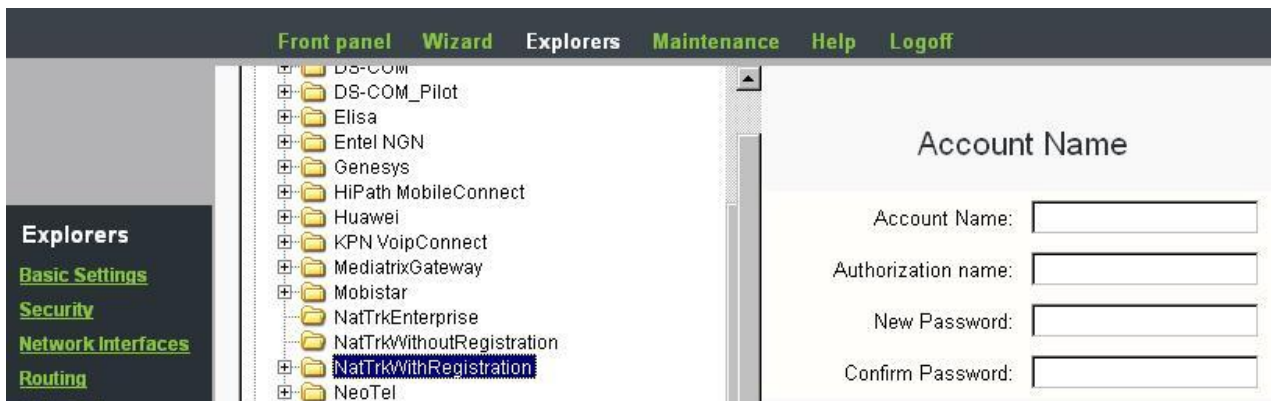 Front panel Wizard Explorers Maintenance Help Logoff
DS-COM
DS-COM_Pilot
Elisa
Entel NGN
Genesys
HiPath MobileConnect
Huawei
KPN VoipConnect
MediatrixGateway
Mobistar
NatTrkEnterprise
NatTrkWithoutRegistration
NatTrkWithRegistration
NeoTel
Explorers
Basic Settings
Security
Network Interfaces
Routing
Account Name
Account Name:
Authorization name:
New Password:
Confirm Password: